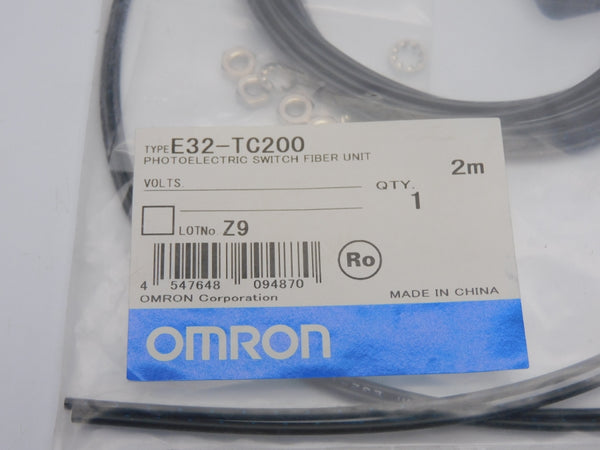 TYPE E32-TC200
PHOTOELECTRIC SWITCH FIBER UNIT
2m
VOLTS.
QTY.
1
LOTNo Z9
4 547648 094870
Ro
OMRON Corporation
MADE IN CHINA
OMRON